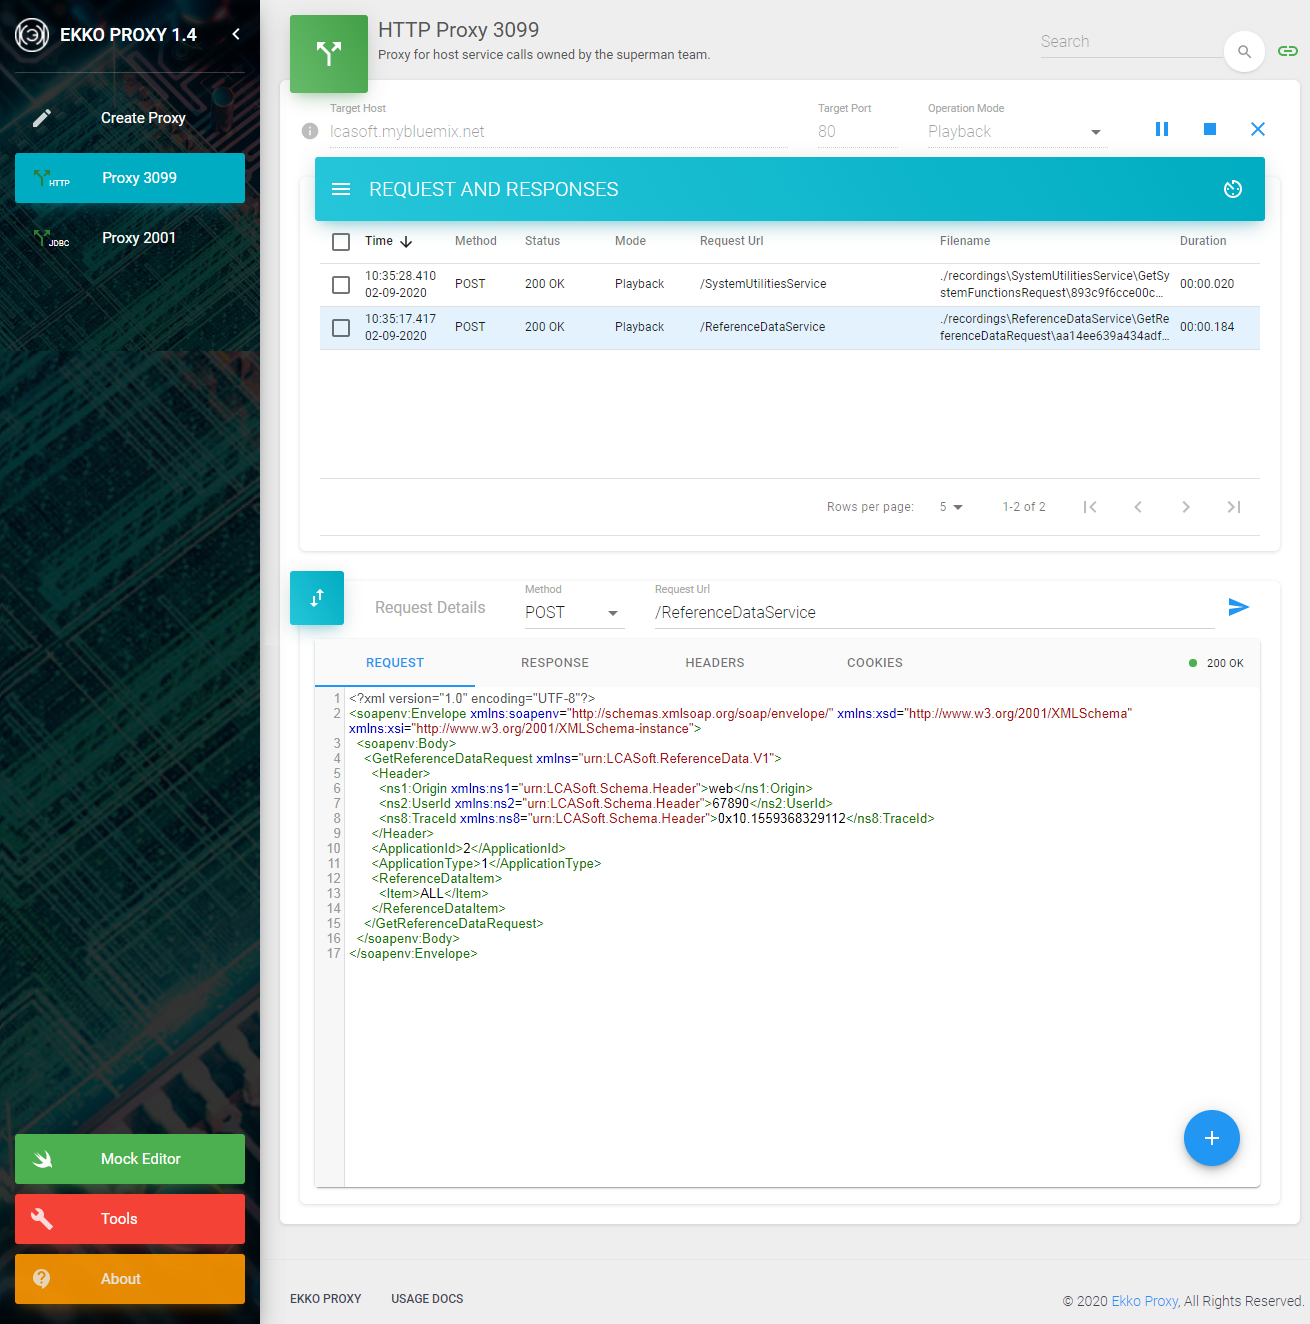 EKKO PROXY 1.4
Create Proxy
HTTP
Proxy 3099
JDBC
Proxy 2001
Mock Editor
Tools
About
HTTP Proxy 3099
Proxy for host service calls owned by the superman team.
Search
Target Host
lcasoft.mybluemix.net
Target Port
80
Operation Mode
Playback
REQUEST AND RESPONSES
Time Method Status Mode Request Url Filename Duration
10:35:28.410 02-09-2020 POST 200 OK Playback /SystemUtilitiesService ./recordings\SystemUtilitiesService\GetSystemFunctionsRequest\893c9f6cce00c... 00:00.020
10:35:17.417 02-09-2020 POST 200 OK Playback /ReferenceDataService ./recordings\ReferenceDataService\GetReferenceDataRequest\aa14ee639a434adf... 00:00.184
Rows per page: 5 1-2 of 2
Request Details
Method
POST
Request Url
/ReferenceDataService
REQUEST RESPONSE HEADERS COOKIES 200 OK
1 <?xml version="1.0" encoding="UTF-8"?>
2 <soapenv:Envelope xmlns:soapenv="http://schemas.xmlsoap.org/soap/envelope/" xmlns:xsd="http://www.w3.org/2001/XMLSchema"
xmlns:xsi="http://www.w3.org/2001/XMLSchema-instance">
3 <soapenv:Body>
4 <GetReferenceDataRequest xmlns="urn:LCASoft.ReferenceData.V1">
5 <Header>
6 <ns1:Origin xmlns:ns1="urn:LCASoft.Schema.Header">web</ns1:Origin>
7 <ns2:UserId xmlns:ns2="urn:LCASoft.Schema.Header">67890</ns2:UserId>
8 <ns8:TraceId xmlns:ns8="urn:LCASoft.Schema.Header">0x10.1559368329112</ns8:TraceId>
9 </Header>
10 <ApplicationId>2</ApplicationId>
11 <ApplicationType>1</ApplicationType>
12 <ReferenceDataItem>
13 <Item>ALL</Item>
14 </ReferenceDataItem>
15 </GetReferenceDataRequest>
16 </soapenv:Body>
17 </soapenv:Envelope>
EKKO PROXY USAGE DOCS
© 2020 Ekko Proxy, All Rights Reserved.